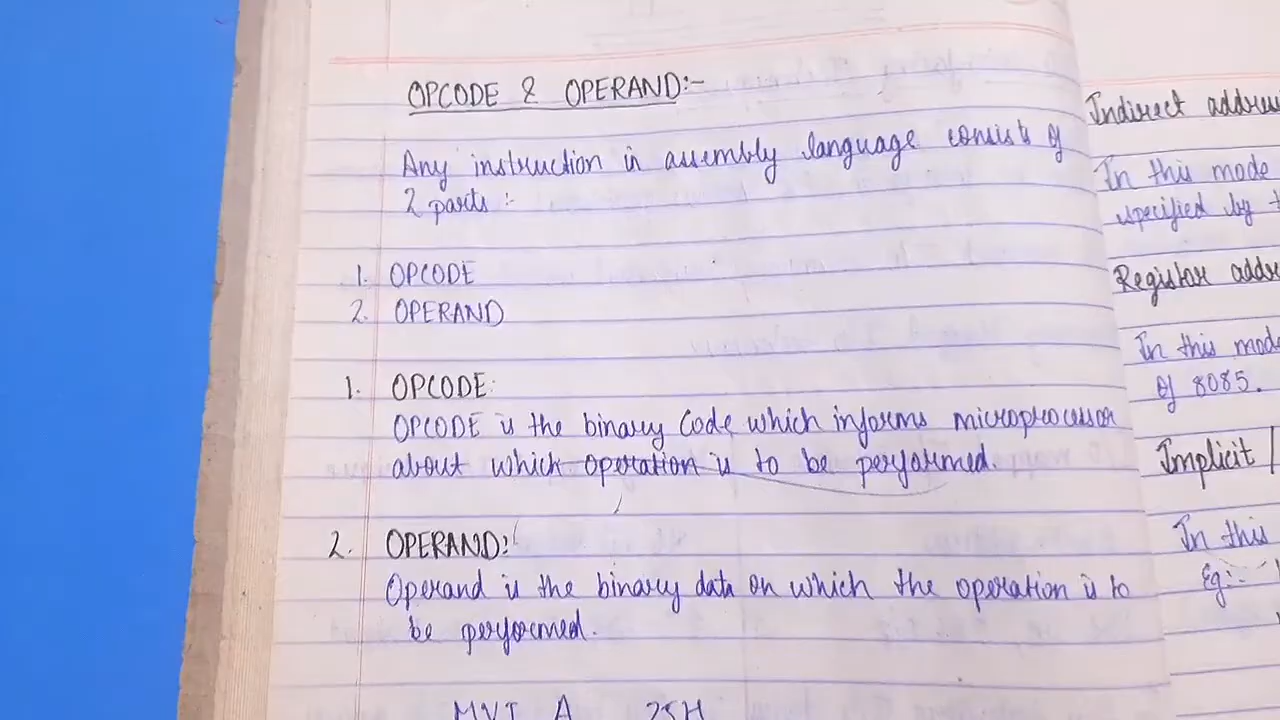 OPCODE & OPERAND:-
Any instruction in assembly language consists of
2 parts :-
1. OPCODE
2. OPERAND
1. OPCODE:
OPCODE is the binary Code which informs microprocessor
about which operation is to be performed.
2. OPERAND:
Operand is the binary data on which the operation is to
be performed.
MVI A 25H
Indirect
In this mode
specified by
Register
In this
of 8085.
Implicit /
In this
Eg:-